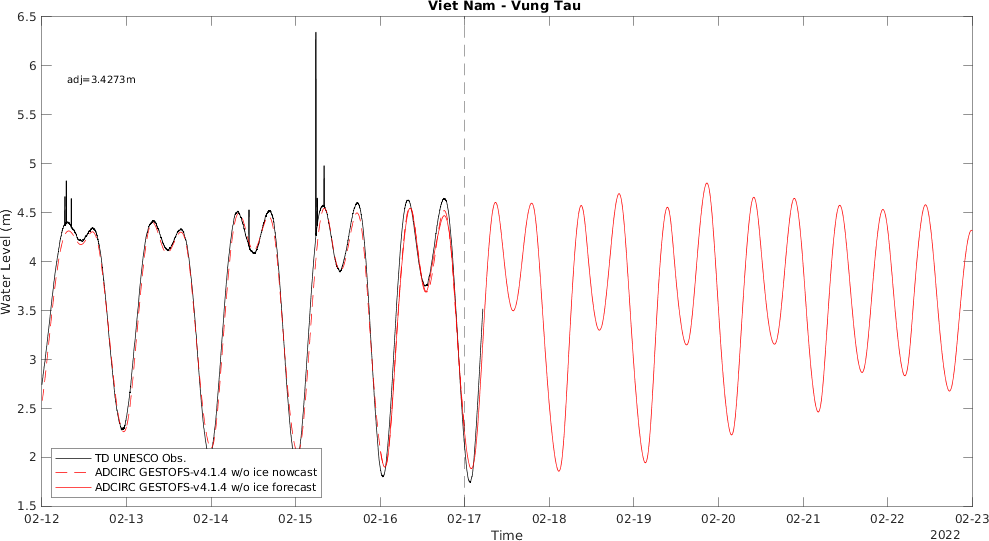 Viet Nam - Vung Tau
adj=3.4273m
Water Level (m)
6.5
6
5.5
5
4.5
4
3.5
3
2.5
2
1.5
TD UNESCO Obs.
ADCIRC GESTOFS-v4.1.4 w/o ice nowcast
ADCIRC GESTOFS-v4.1.4 w/o ice forecast
02-12 02-13 02-14 02-15 02-16 02-17 02-18 02-19 02-20 02-21 02-22 02-23
Time
2022